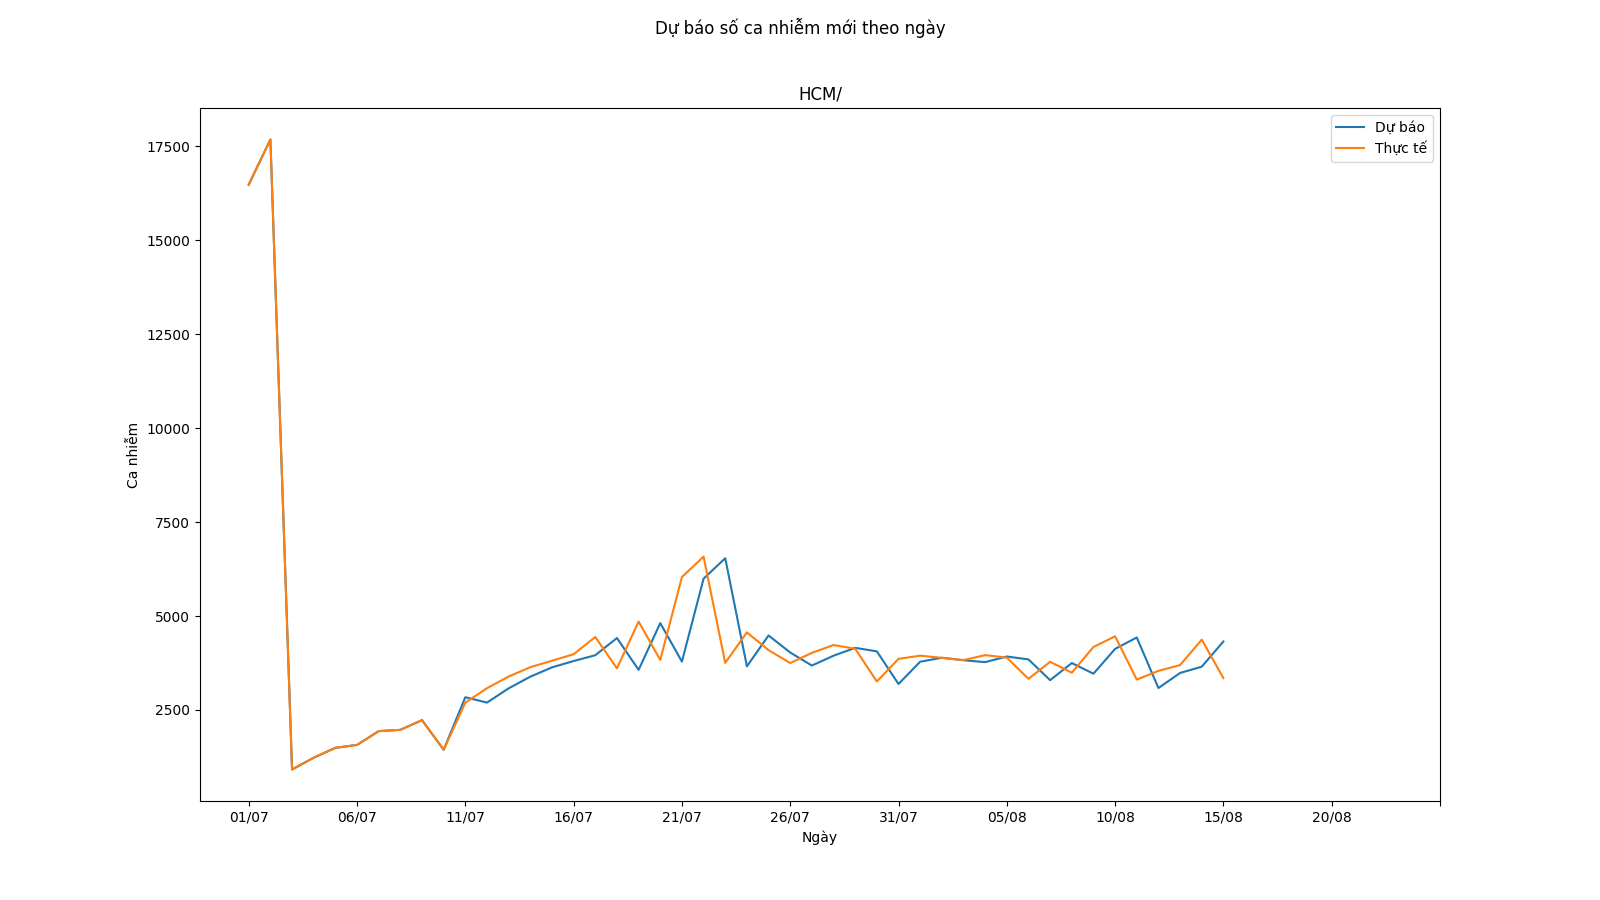 Dự báo số ca nhiễm mới theo ngày
HCM/
Dự báo
Thực tế
17500
15000
12500
10000
7500
5000
2500
Ca nhiễm
01/07 06/07 11/07 16/07 21/07 26/07 31/07 05/08 10/08 15/08 20/08
Ngày